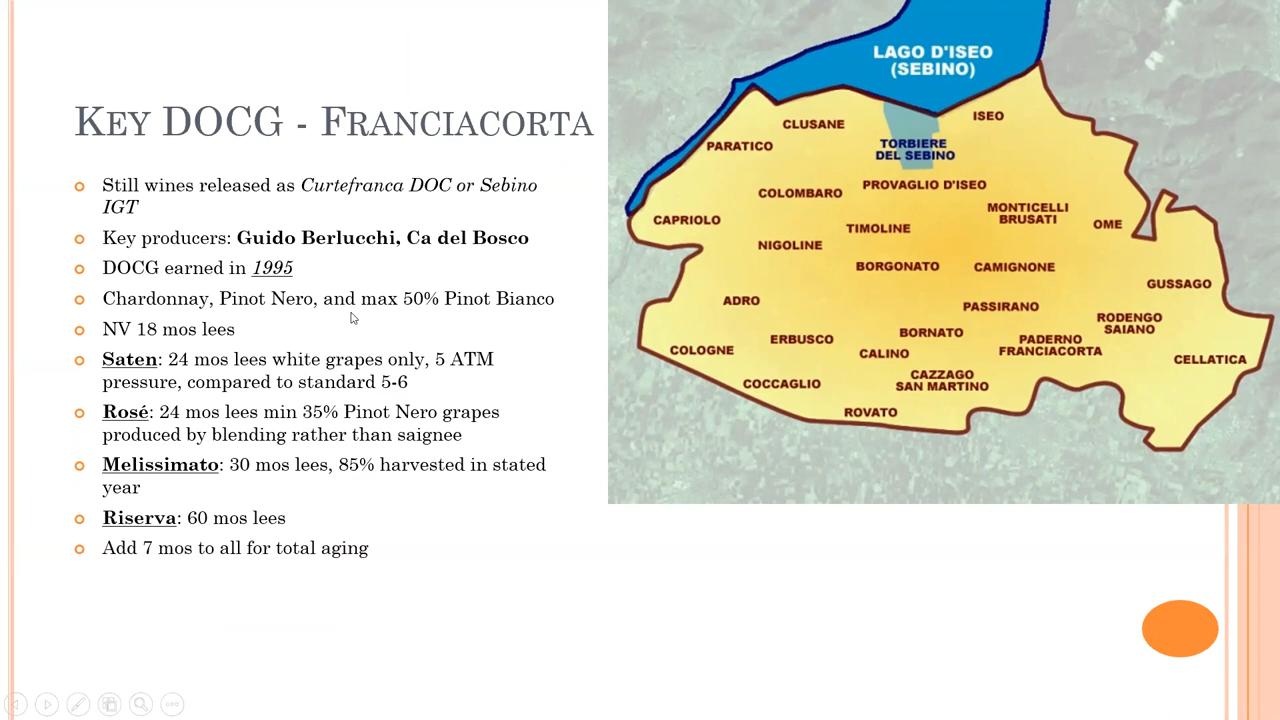 KEY DOCG - FRANCIACORTA
Still wines released as Curtefranca DOC or Sebino
IGT
Key producers: Guido Berlucchi, Ca del Bosco
DOCG earned in 1995
Chardonnay, Pinot Nero, and max 50% Pinot Bianco
NV 18 mos lees
Saten: 24 mos lees white grapes only, 5 ATM
pressure, compared to standard 5-6
Rosé: 24 mos lees min 35% Pinot Nero grapes
produced by blending rather than saignee
Melissimato: 30 mos lees, 85% harvested in stated
year
Riserva: 60 mos lees
Add 7 mos to all for total aging
LAGO D'ISEO
(SEBINO)
CLUSANE
ISEO
PARATICO
TORBIERE
DEL SEBINO
COLOMBARO
PROVAGLIO D'ISEO
CAPRIOLO
TIMOLINE
MONTICELLI
BRUSATI
OME
NIGOLINE
BORGONATO
CAMIGNONE
GUSSAGO
ADRO
PASSIRANO
RODENGO
SAIANO
ERBUSCO
BORNATO
PADERNO
FRANCIACORTA
COLOGNE
CALINO
CELLATICA
COCCAGLIO
CAZZAGO
SAN MARTINO
ROVATO